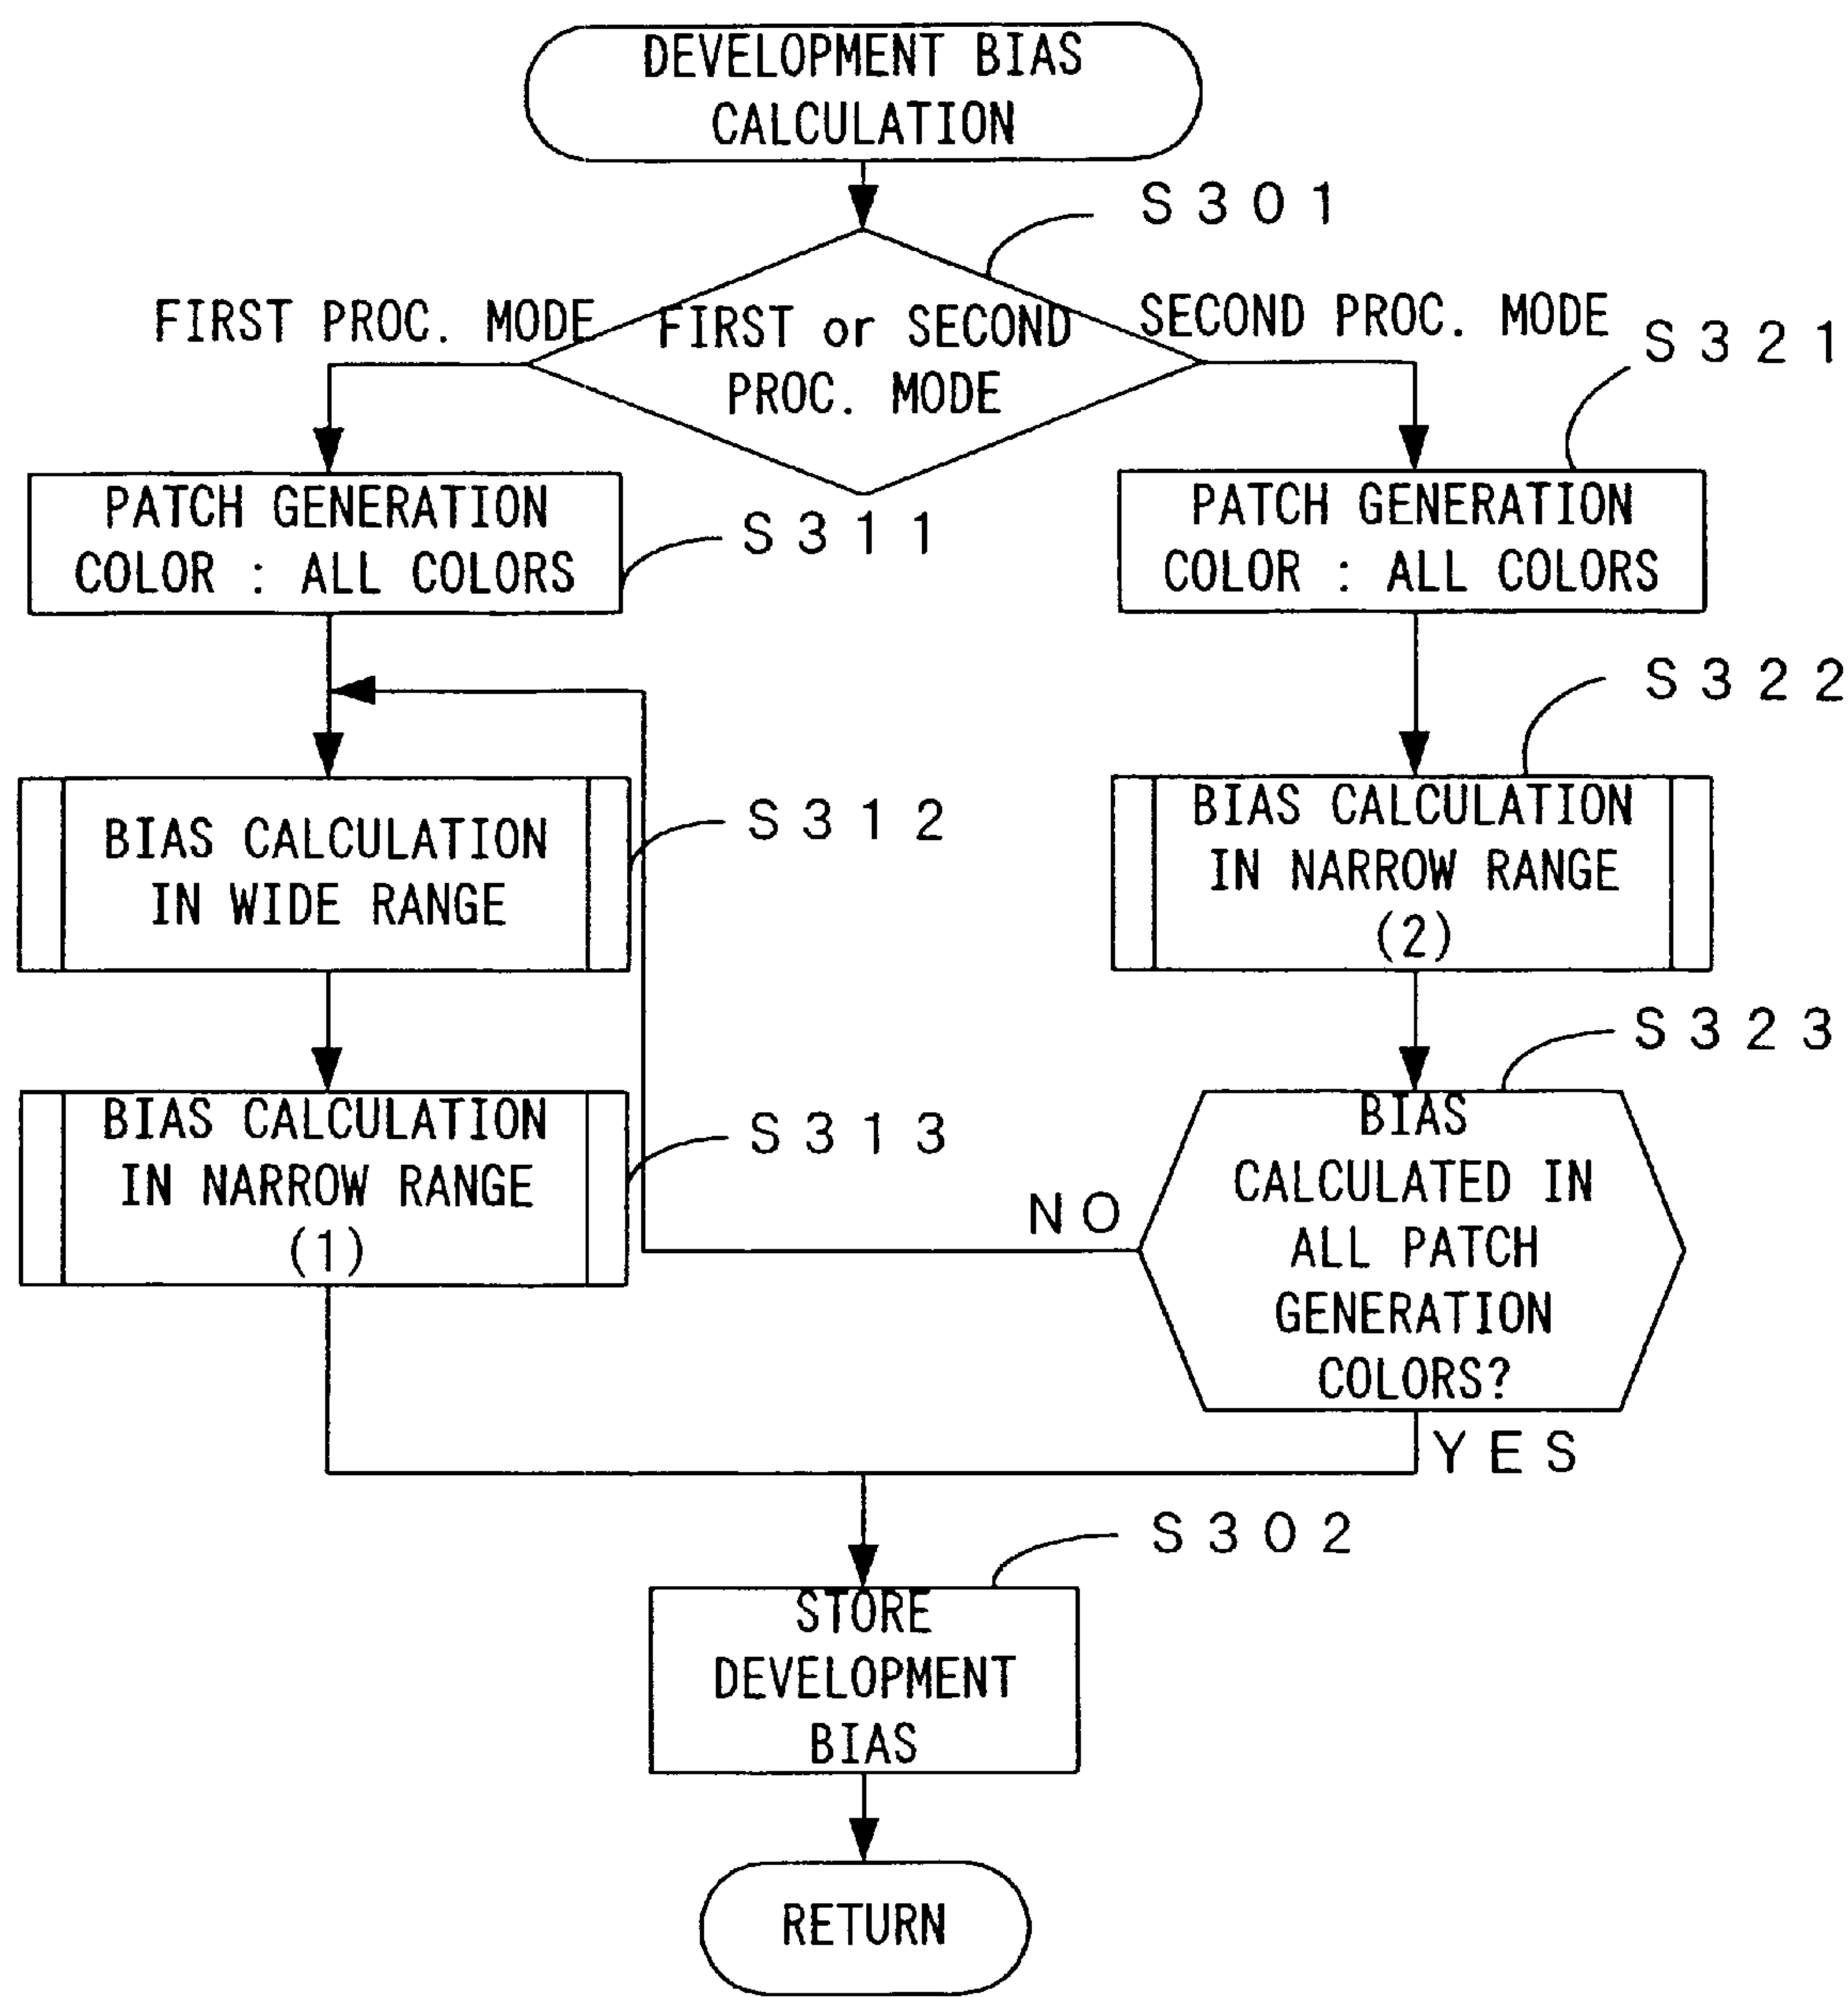 DEVELOPMENT BIAS
CALCULATION
S301
FIRST PROC. MODE
FIRST or SECOND
PROC. MODE
SECOND PROC. MODE
S321
PATCH GENERATION
COLOR : ALL COLORS
S311
PATCH GENERATION
COLOR : ALL COLORS
S322
BIAS CALCULATION
IN WIDE RANGE
S312
BIAS CALCULATION
IN NARROW RANGE
(2)
S323
BIAS CALCULATION
IN NARROW RANGE
(1)
S313
NO
BIAS
CALCULATED IN
ALL PATCH
GENERATION
COLORS?
YES
S302
STORE
DEVELOPMENT
BIAS
RETURN